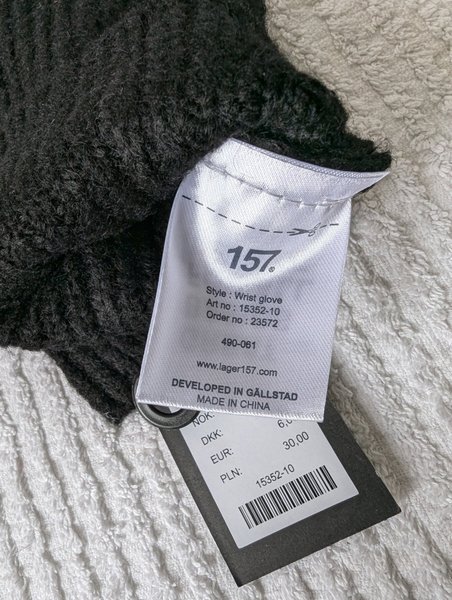 157®
Style : Wrist glove
Art no : 15352-10
Order no : 23572
490-061
www.lager157.com
DEVELOPED IN GÄLLSTAD
MADE IN CHINA
NOK:
DKK:
EUR: 6,0
PLN: 30,00
15352-10